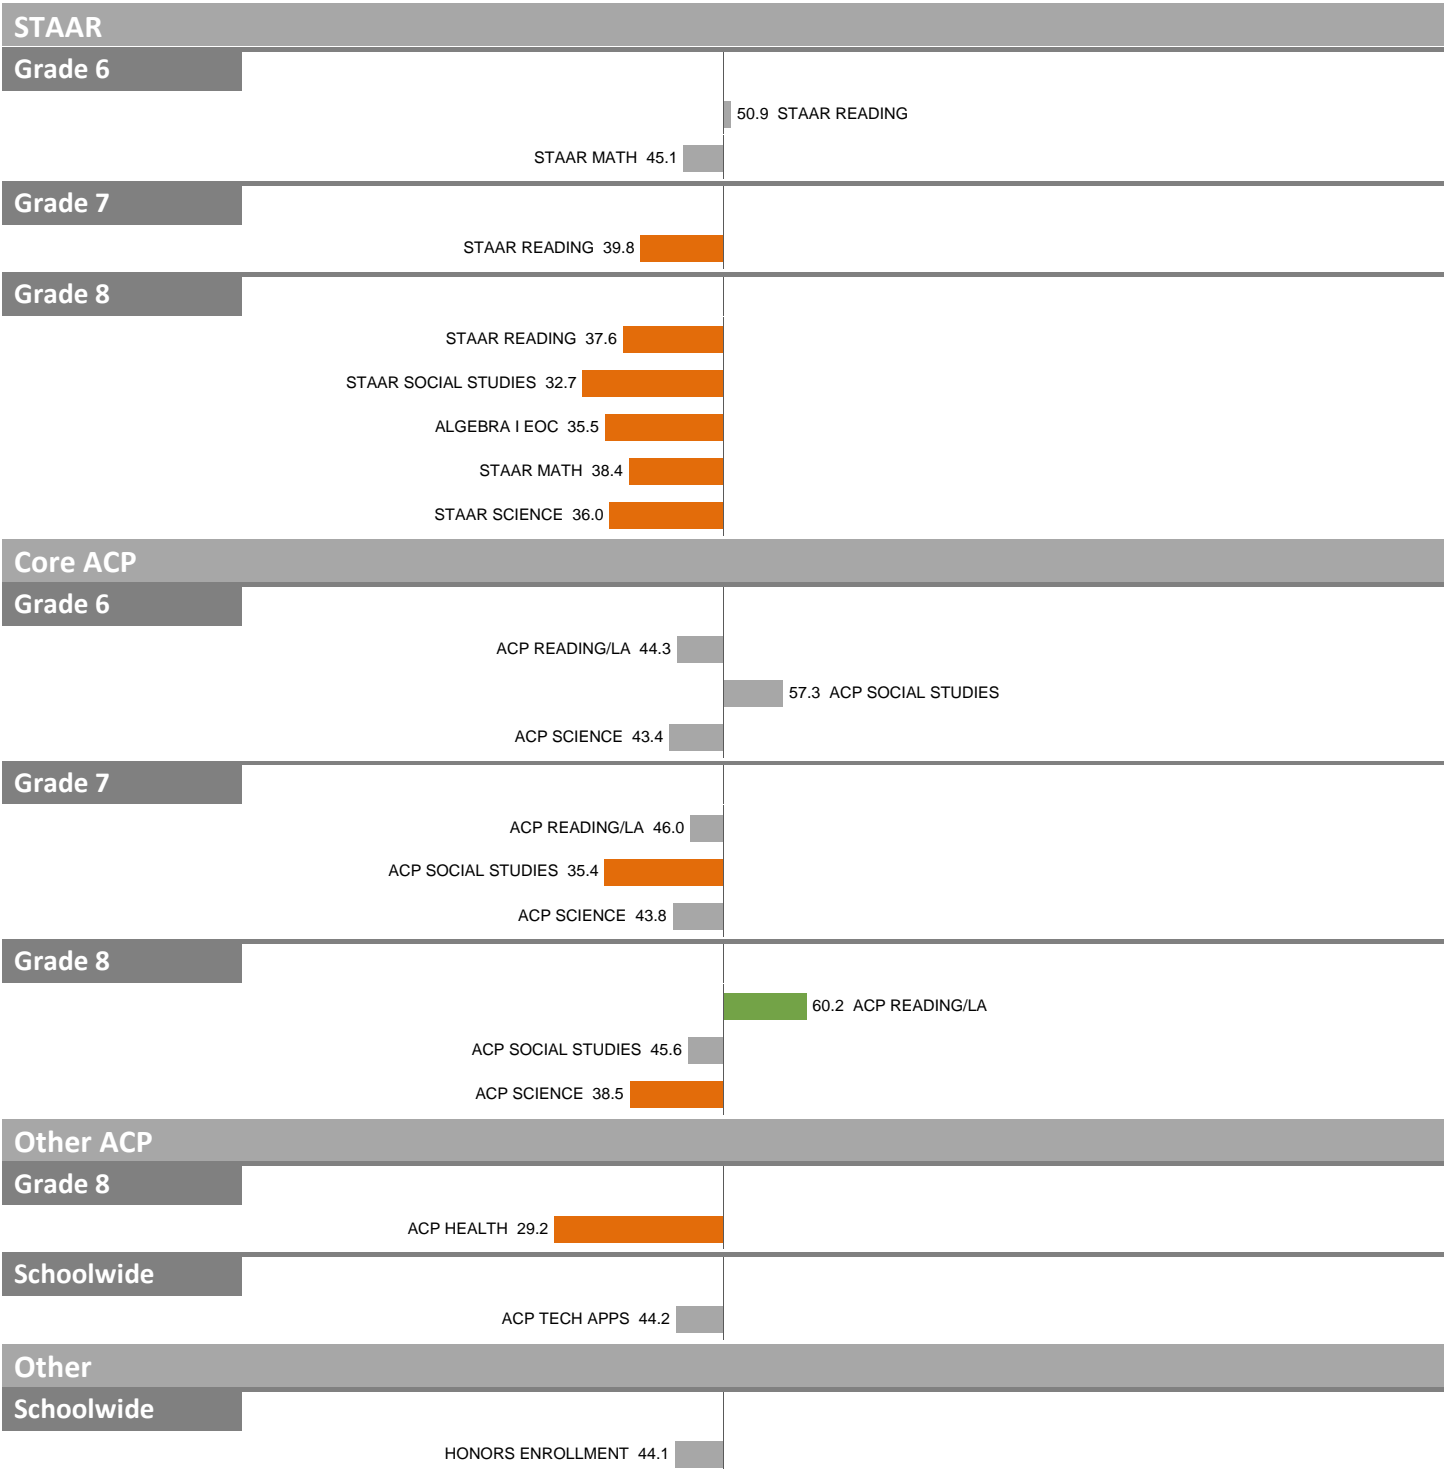 STAAR
Grade 6
50.9 STAAR READING
STAAR MATH 45.1
Grade 7
STAAR READING 39.8
Grade 8
STAAR READING 37.6
STAAR SOCIAL STUDIES 32.7
ALGEBRA I EOC 35.5
STAAR MATH 38.4
STAAR SCIENCE 36.0
Core ACP
Grade 6
ACP READING/LA 44.3
57.3 ACP SOCIAL STUDIES
ACP SCIENCE 43.4
Grade 7
ACP READING/LA 46.0
ACP SOCIAL STUDIES 35.4
ACP SCIENCE 43.8
Grade 8
60.2 ACP READING/LA
ACP SOCIAL STUDIES 45.6
ACP SCIENCE 38.5
Other ACP
Grade 8
ACP HEALTH 29.2
Schoolwide
ACP TECH APPS 44.2
Other
Schoolwide
HONORS ENROLLMENT 44.1